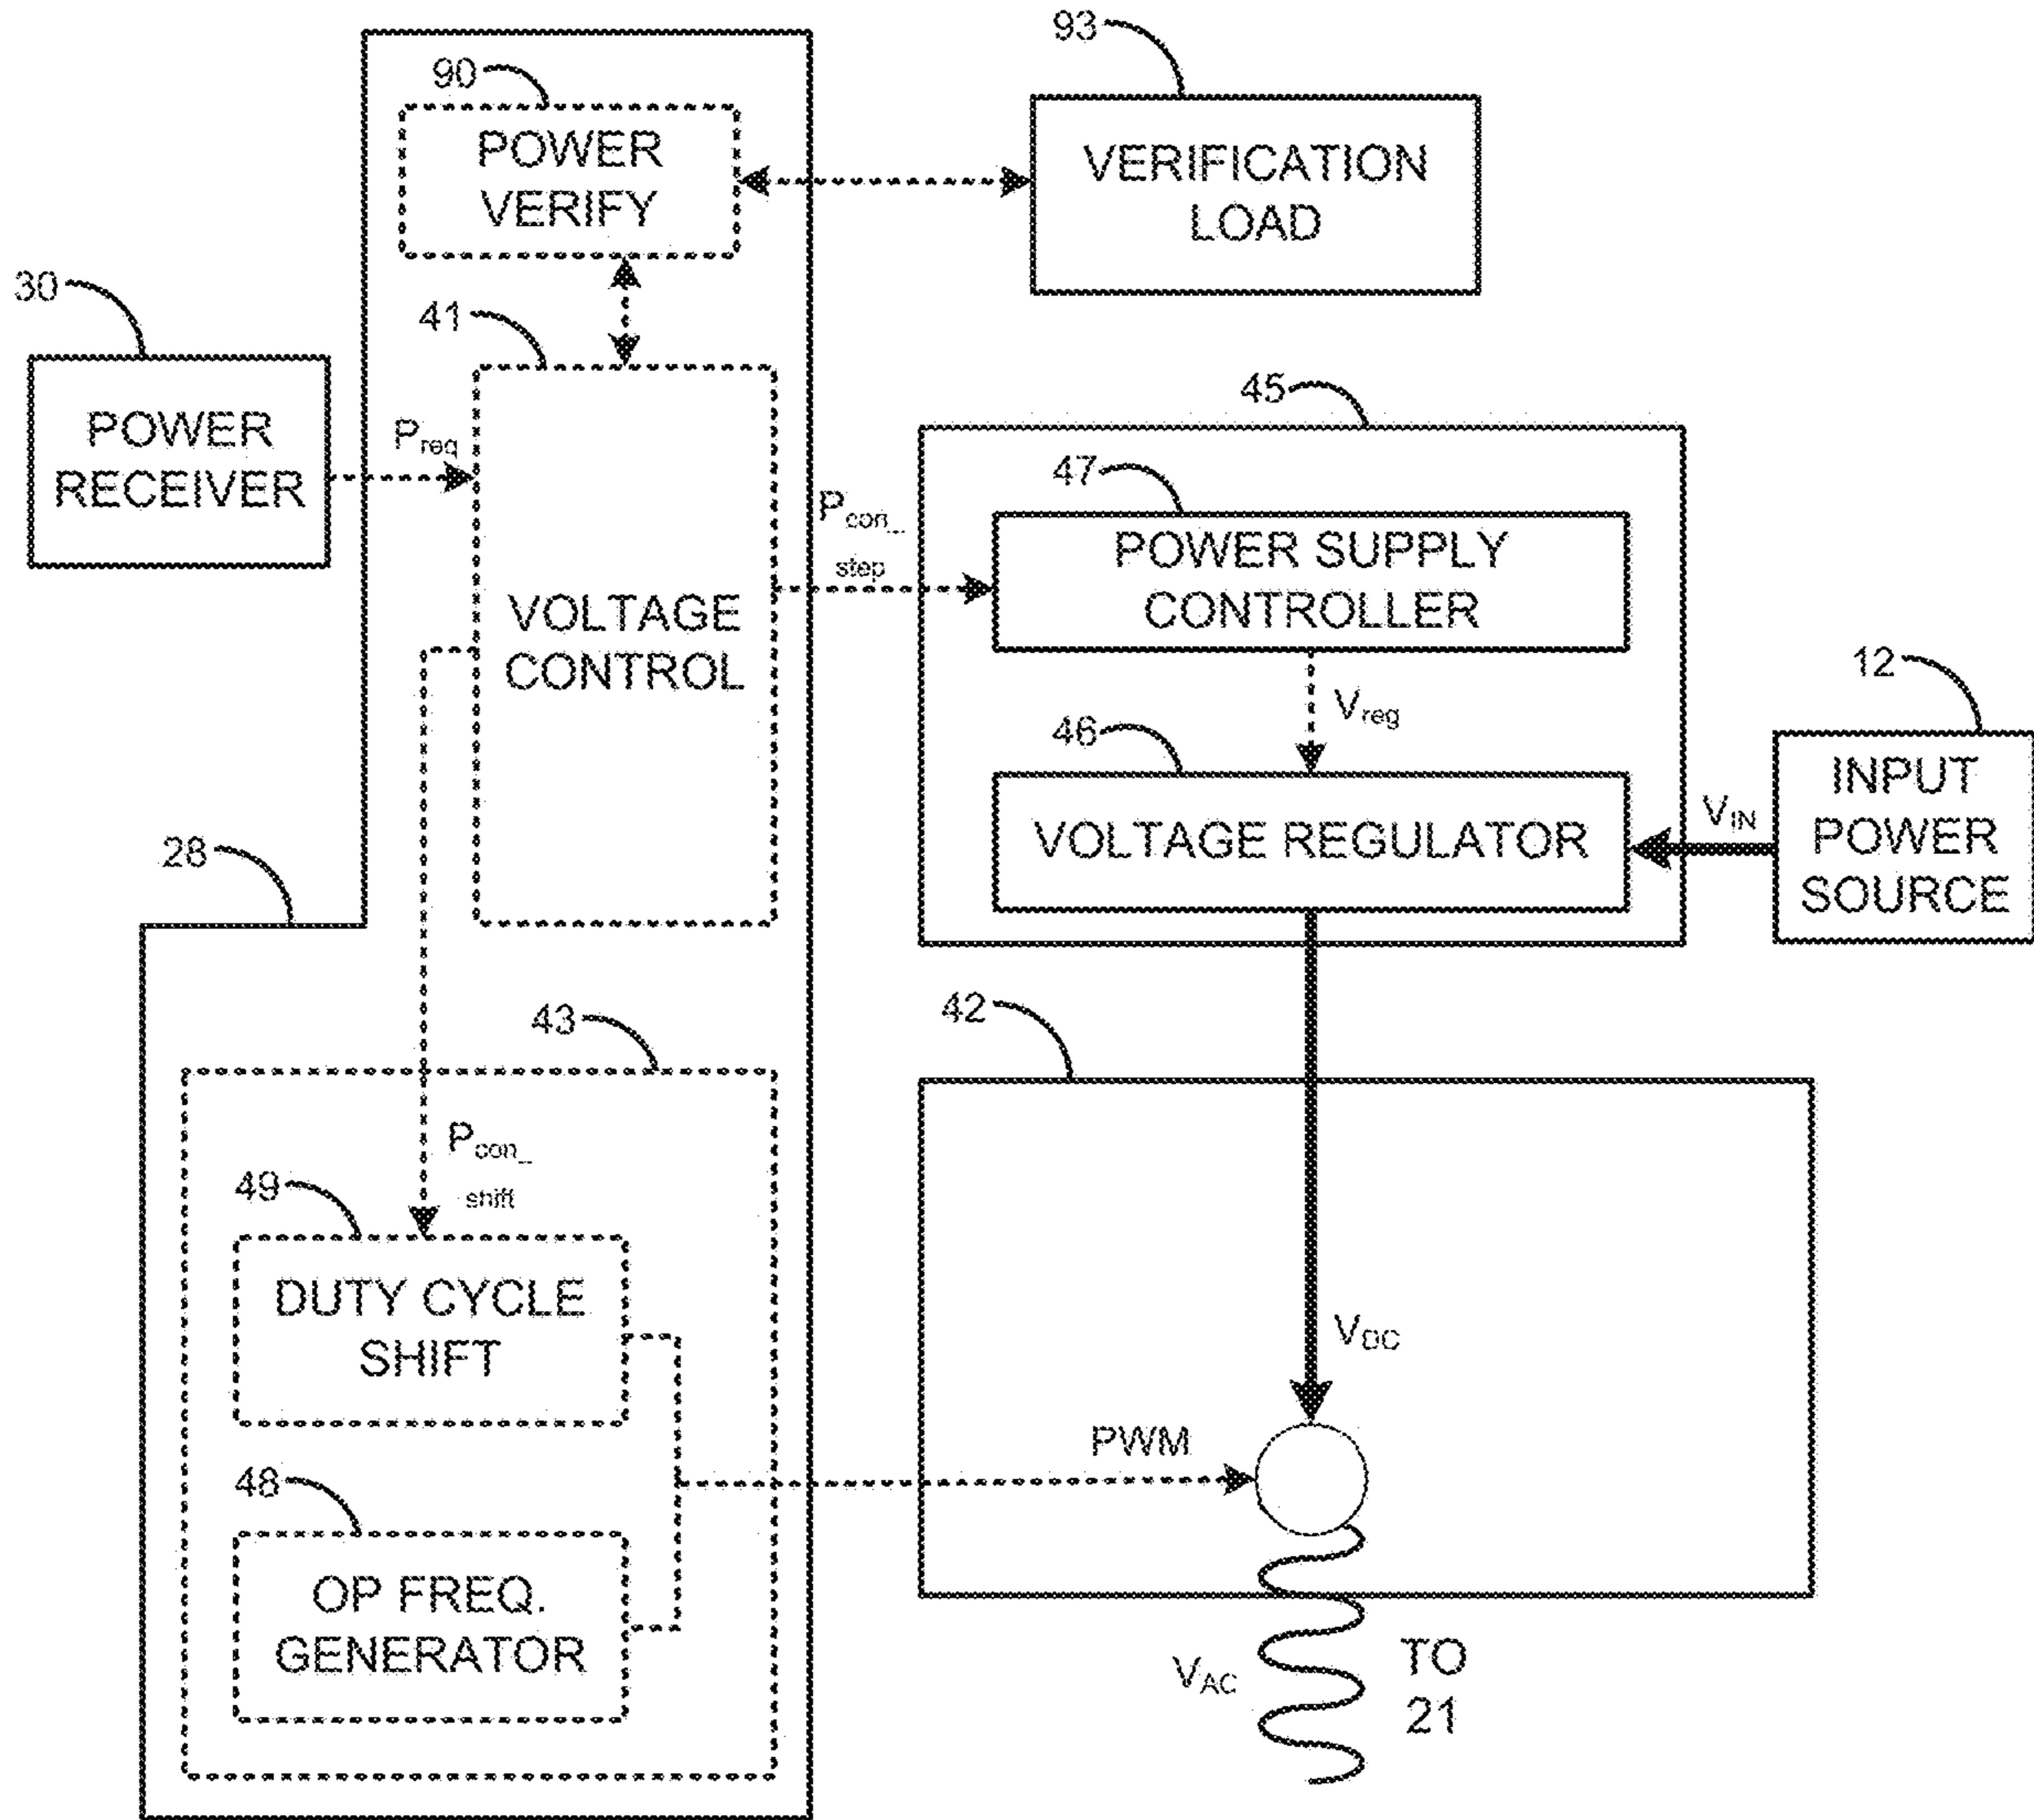 93
90
POWER
VERIFY
VERIFICATION
LOAD
30
41
POWER
RECEIVER
Preq
45
47
Pcon_
step
POWER SUPPLY
CONTROLLER
VOLTAGE
CONTROL
12
Vreg
46
INPUT
POWER
SOURCE
VIN
VOLTAGE REGULATOR
28
42
43
Pcon_
shift
49
DUTY CYCLE
SHIFT
VDC
PWM
48
OP FREQ.
GENERATOR
VAC
TO
21